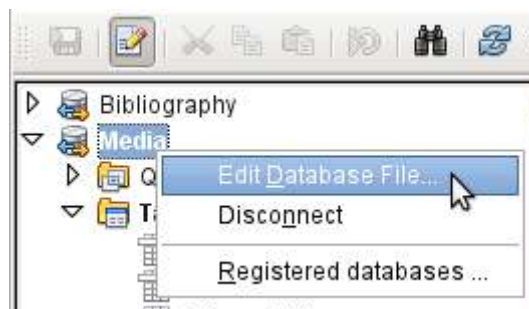 Bibliography
Media
Q
Edit Database File...
T
Disconnect
Registered databases ...